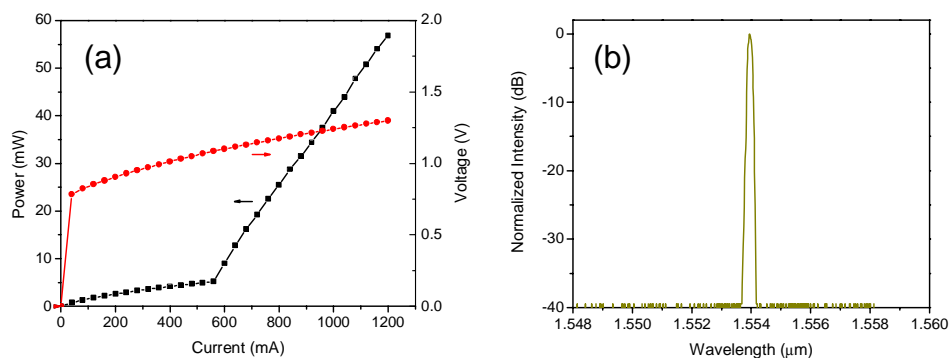 (a)
60
50
40
30
20
10
0
Power (mW)
2.0
1.5
1.0
0.5
0.0
Voltage (V)
0 200 400 600 800 1000 1200
Current (mA)
(b)
0
-10
-20
-30
-40
Normalized Intensity (dB)
1.548 1.550 1.552 1.554 1.556 1.558 1.560
Wavelength (μm)